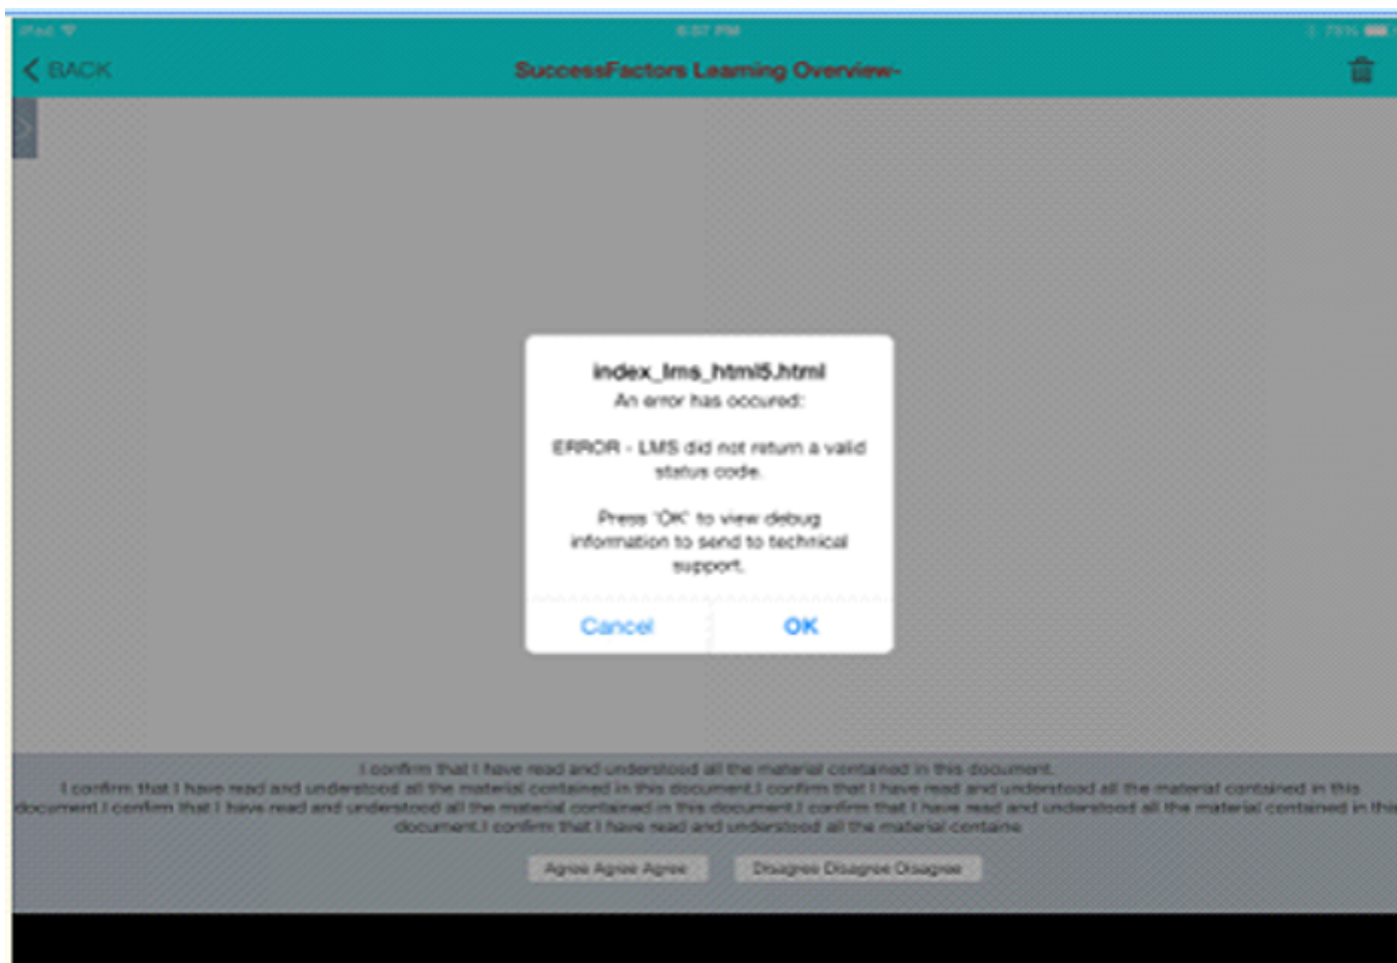 iPad 6:57 PM 79%
BACK SuccessFactors Learning Overview-
index_lms_html5.html
An error has occured:
ERROR - LMS did not return a valid
status code.
Press 'OK' to view debug
information to send to technical
support.
Cancel OK
I confirm that I have read and understood all the material contained in this document.
I confirm that I have read and understood all the material contained in this document.I confirm that I have read and understood all the material contained in this
document.I confirm that I have read and understood all the material contained in this document.I confirm that I have read and understood all the material contained in this
document.I confirm that I have read and understood all the material containe
Agree Agree Agree Disagree Disagree Disagree